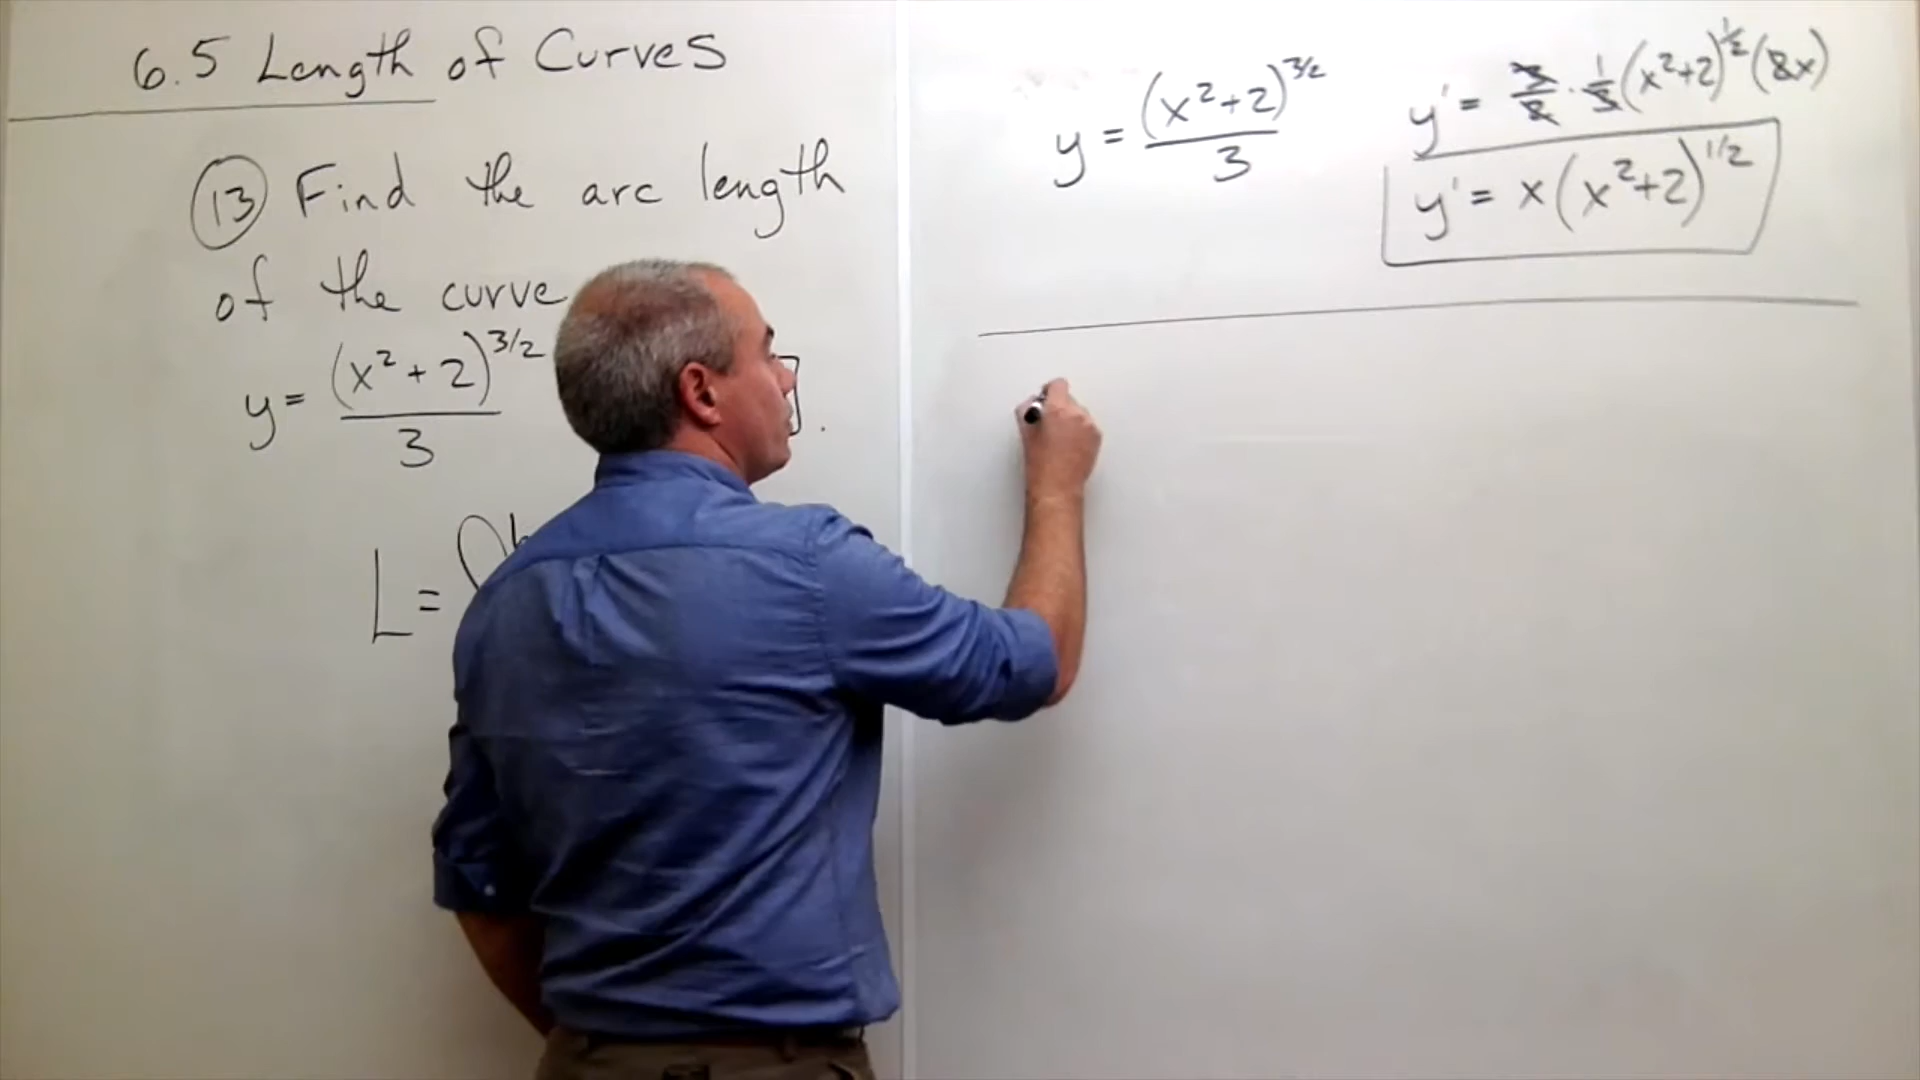 6.5 Length of Curves
13 Find the arc length
of the curve
y = (x²+2)^3/2 / 3 ] .
L =
y = (x²+2)^3/2 / 3
y' = 3/2 · 1/3 (x²+2)^1/2 (2x)
y' = x(x²+2)^1/2